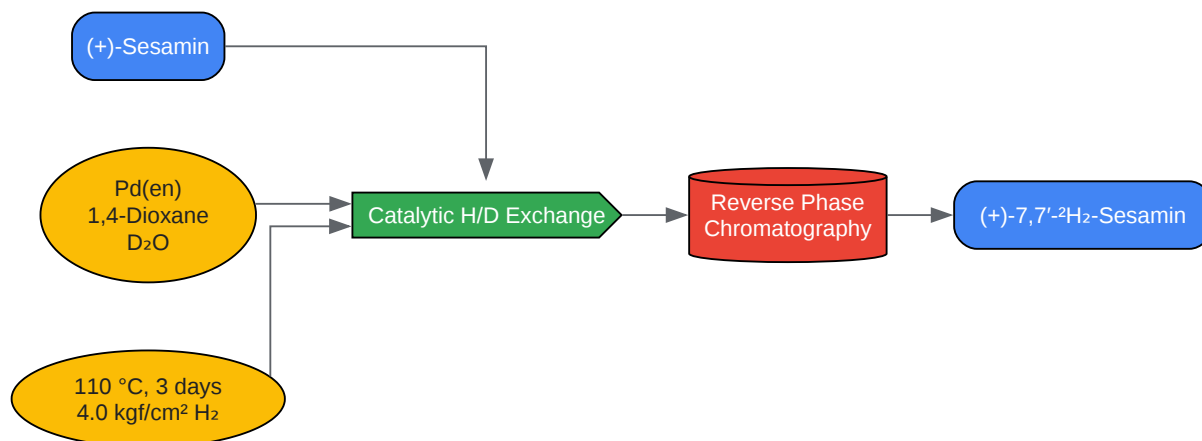 (+)-Sesamin
Pd(en)
1,4-Dioxane
D₂O
110 °C, 3 days
4.0 kgf/cm² H₂
Catalytic H/D Exchange
Reverse Phase
Chromatography
(+)-7,7′-²H₂-Sesamin